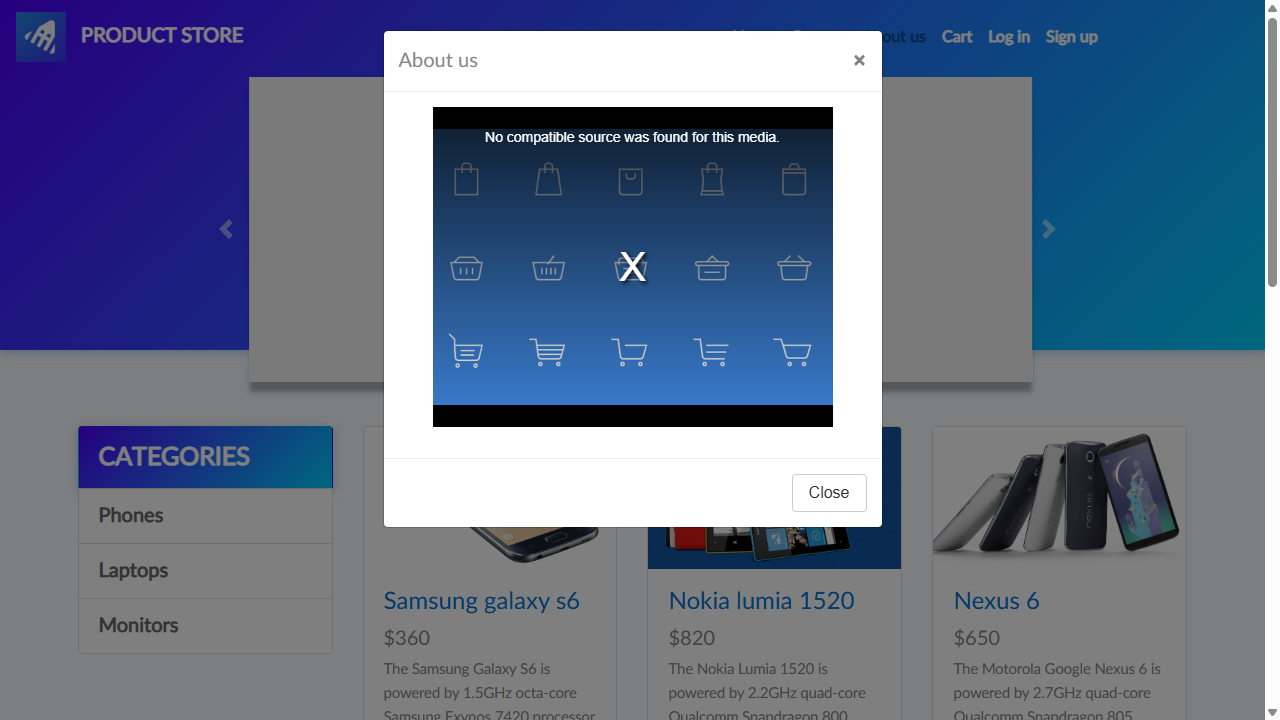 PRODUCT STORE
out us
Cart
Log in
Sign up
About us
×
No compatible source was found for this media.
X
Close
CATEGORIES
Phones
Laptops
Monitors
Samsung galaxy s6
$360
The Samsung Galaxy S6 is
powered by 1.5GHz octa-core
Samsung Exynos 7420 processor
Nokia lumia 1520
$820
The Nokia Lumia 1520 is
powered by 2.2GHz quad-core
Qualcomm Snapdragon 800
Nexus 6
$650
The Motorola Google Nexus 6 is
powered by 2.7GHz quad-core
Qualcomm Snapdragon 805